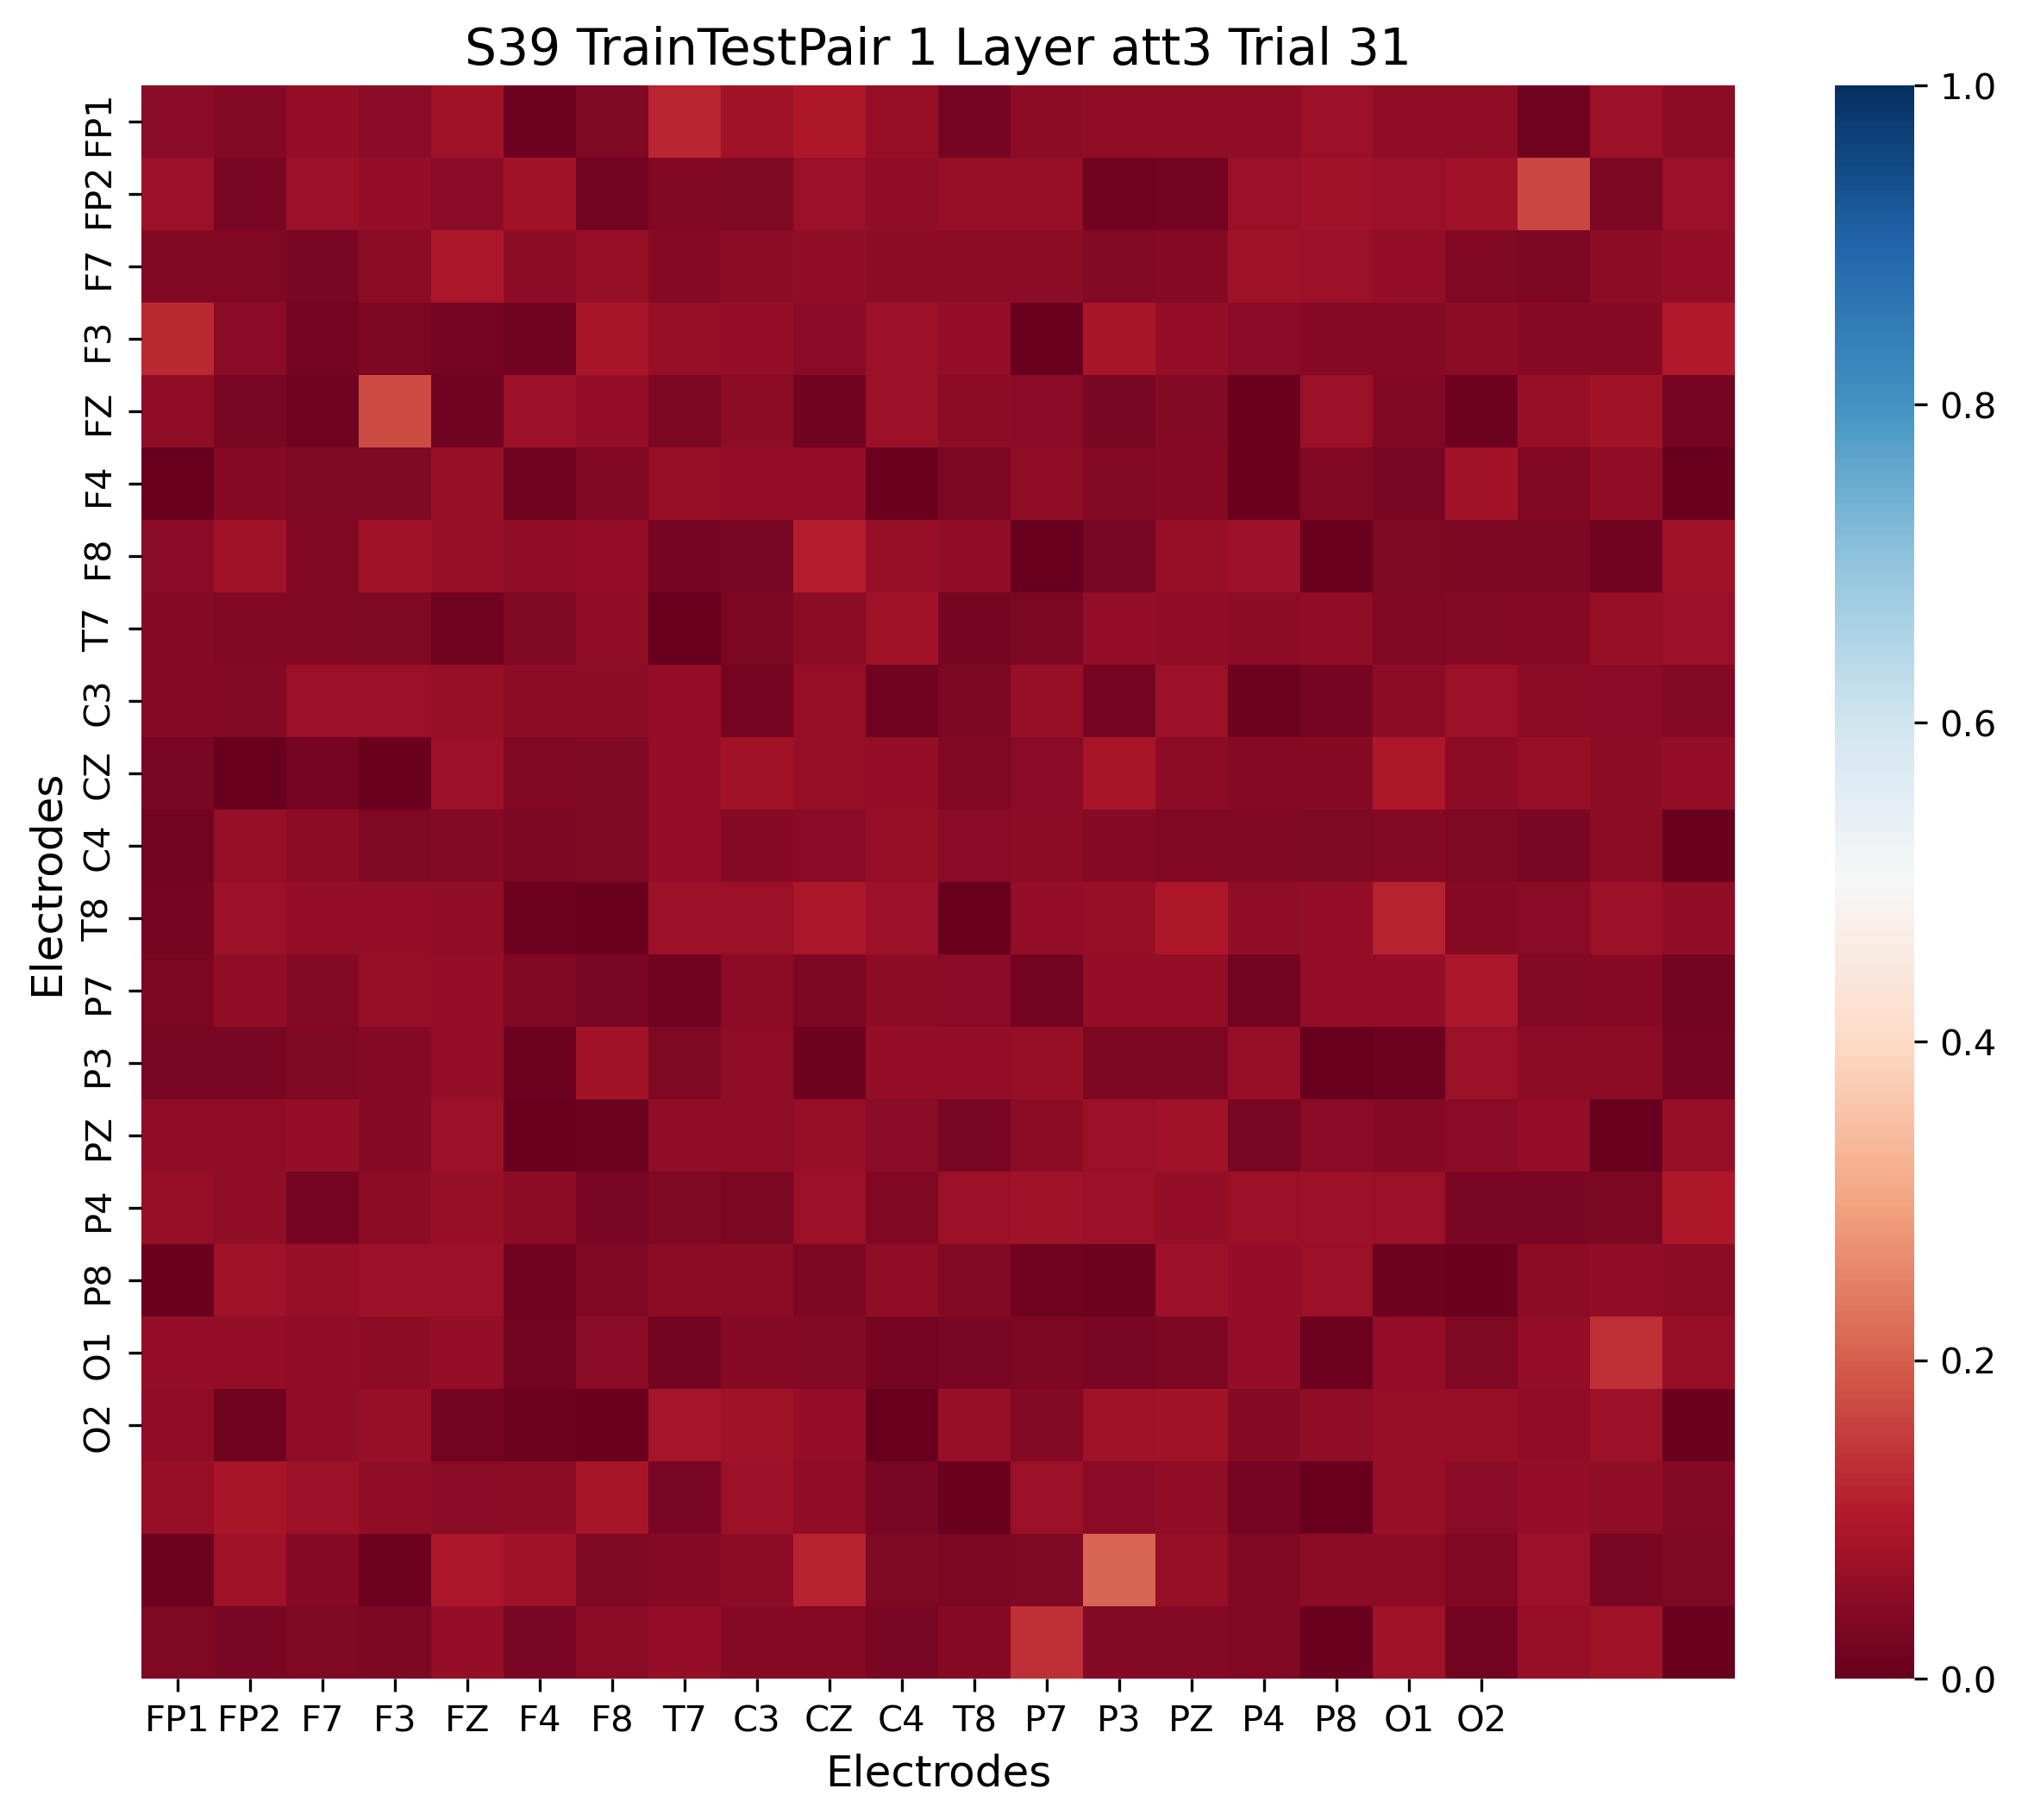 S39 TrainTestPair 1 Layer att3 Trial 31
Electrodes
FP1
FP2
F7
F3
FZ
F4
F8
T7
C3
CZ
C4
T8
P7
P3
PZ
P4
P8
O1
O2
FP1 FP2 F7 F3 FZ F4 F8 T7 C3 CZ C4 T8 P7 P3 PZ P4 P8 O1 O2
Electrodes
1.0
0.8
0.6
0.4
0.2
0.0